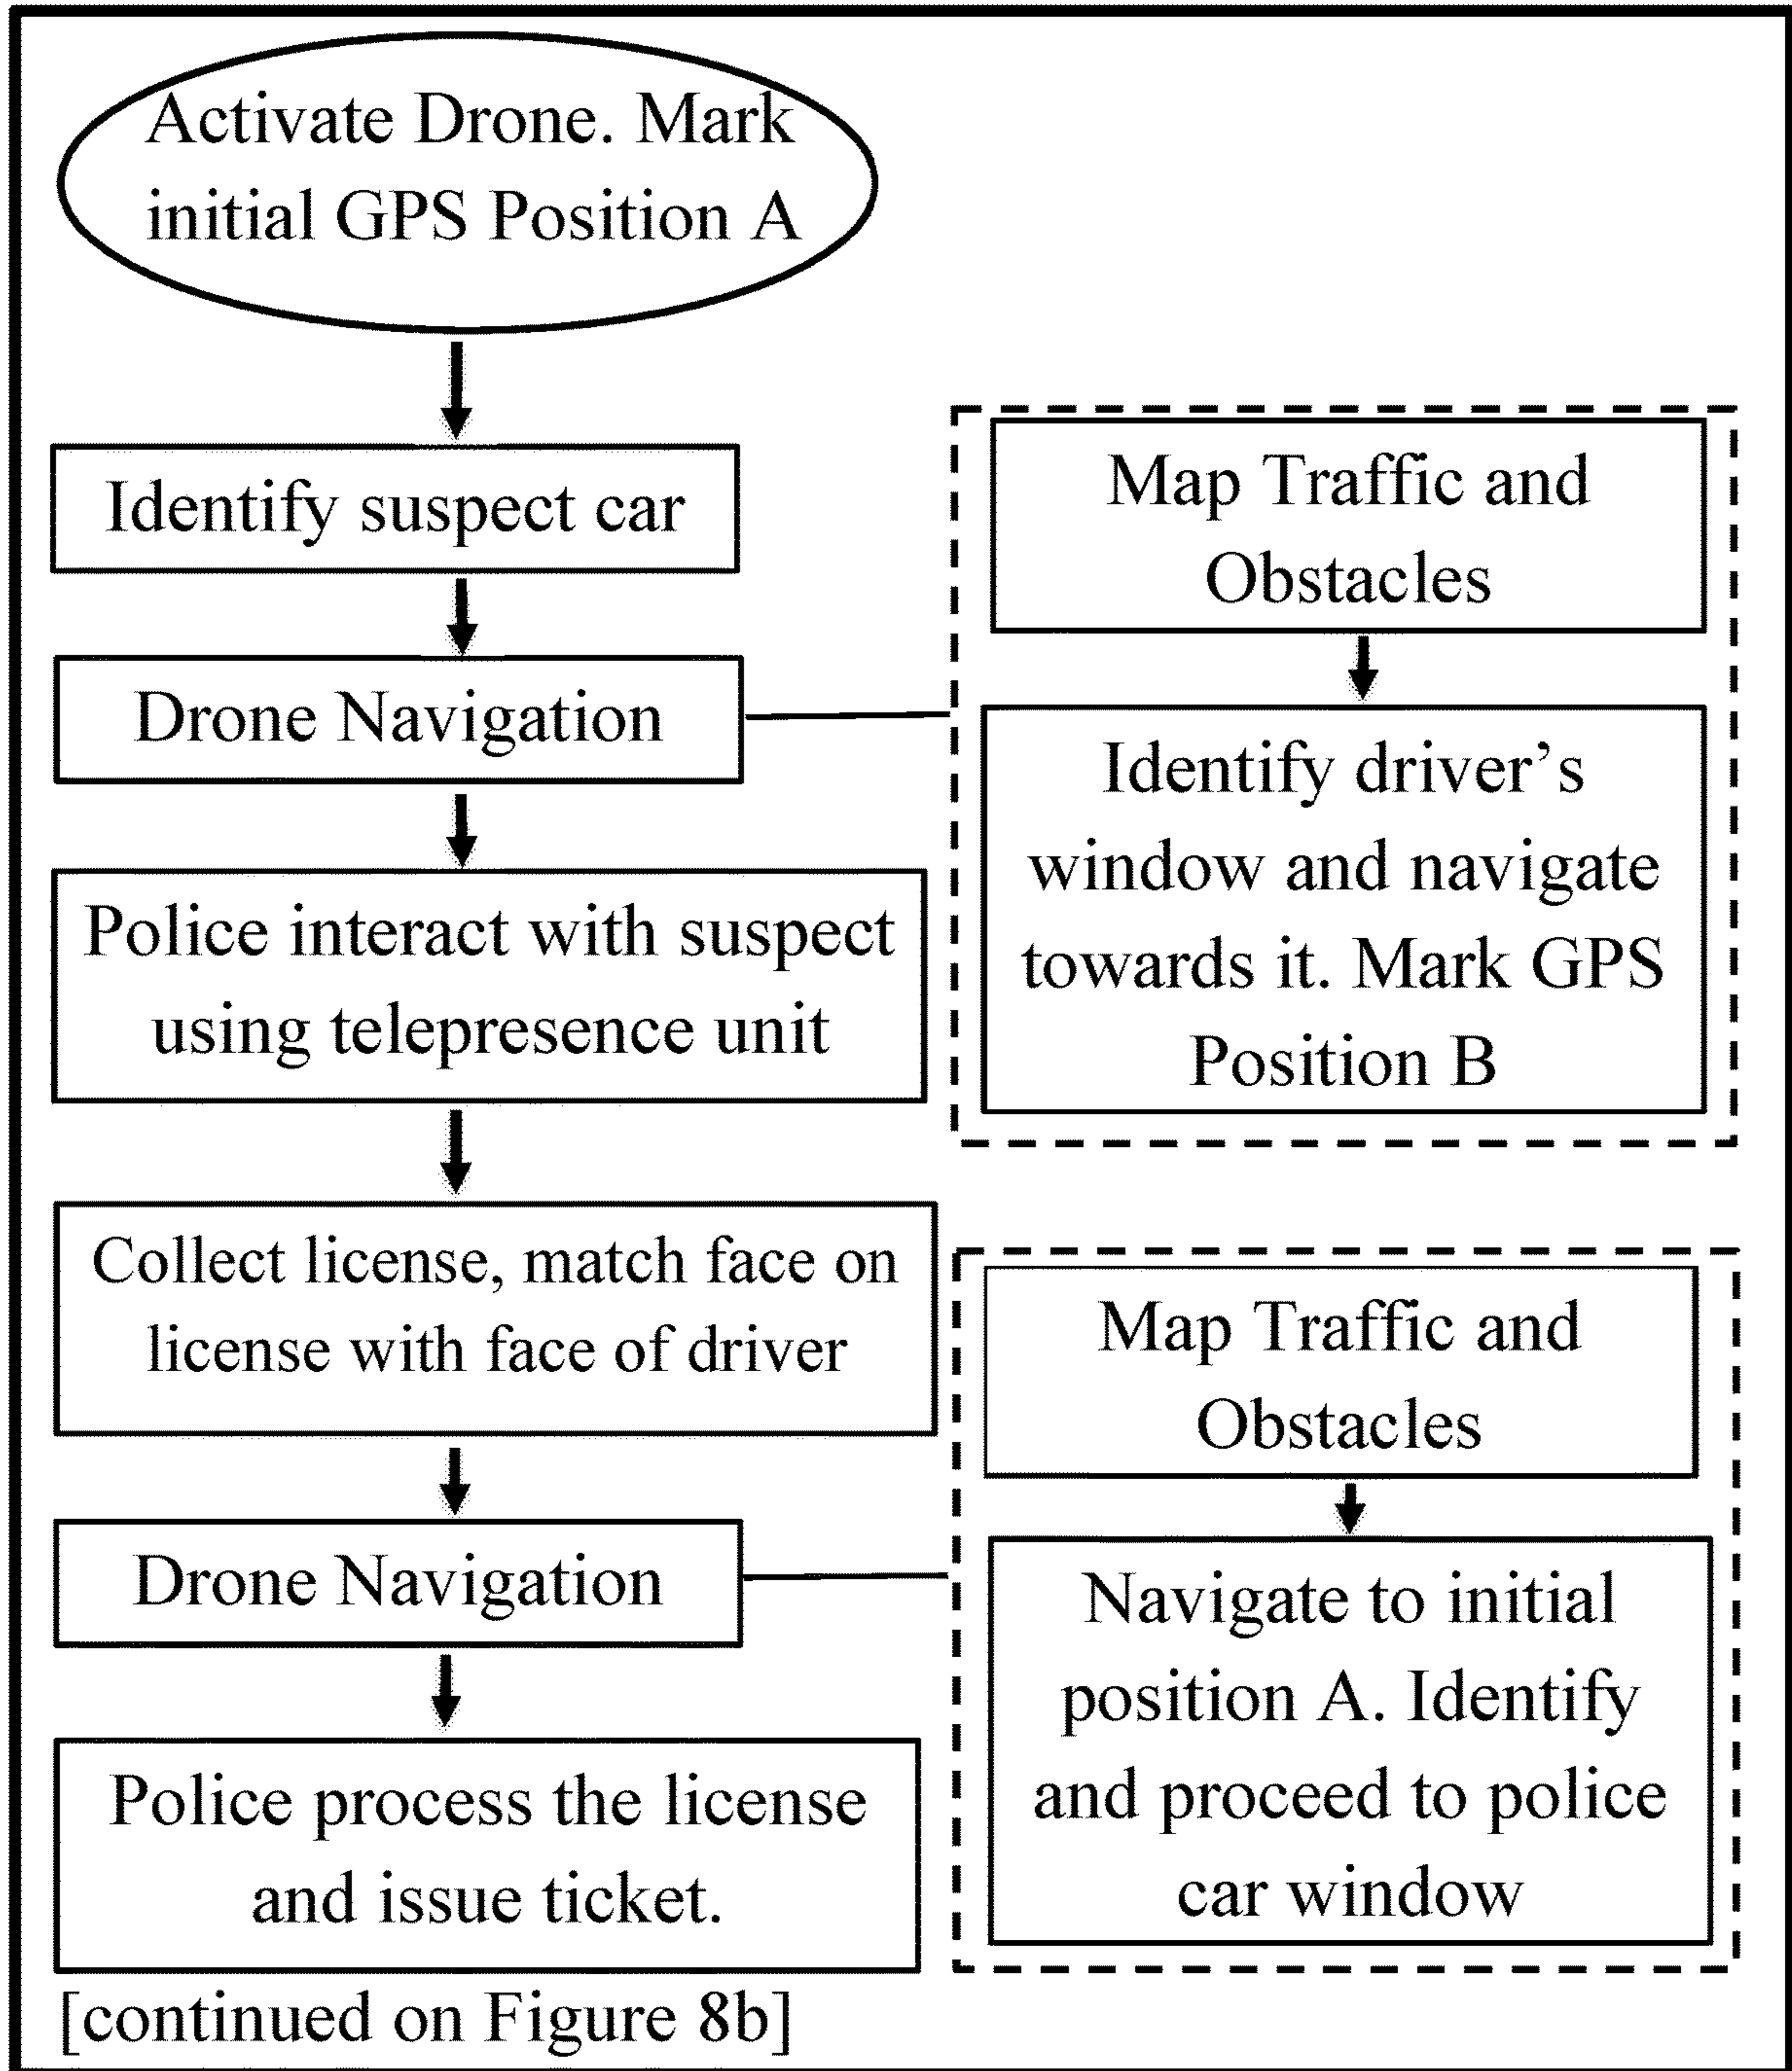 Activate Drone. Mark
initial GPS Position A
Identify suspect car
Drone Navigation
Map Traffic and
Obstacles
Identify driver’s
window and navigate
towards it. Mark GPS
Position B
Police interact with suspect
using telepresence unit
Collect license, match face on
license with face of driver
Drone Navigation
Map Traffic and
Obstacles
Navigate to initial
position A. Identify
and proceed to police
car window
Police process the license
and issue ticket.
[continued on Figure 8b]